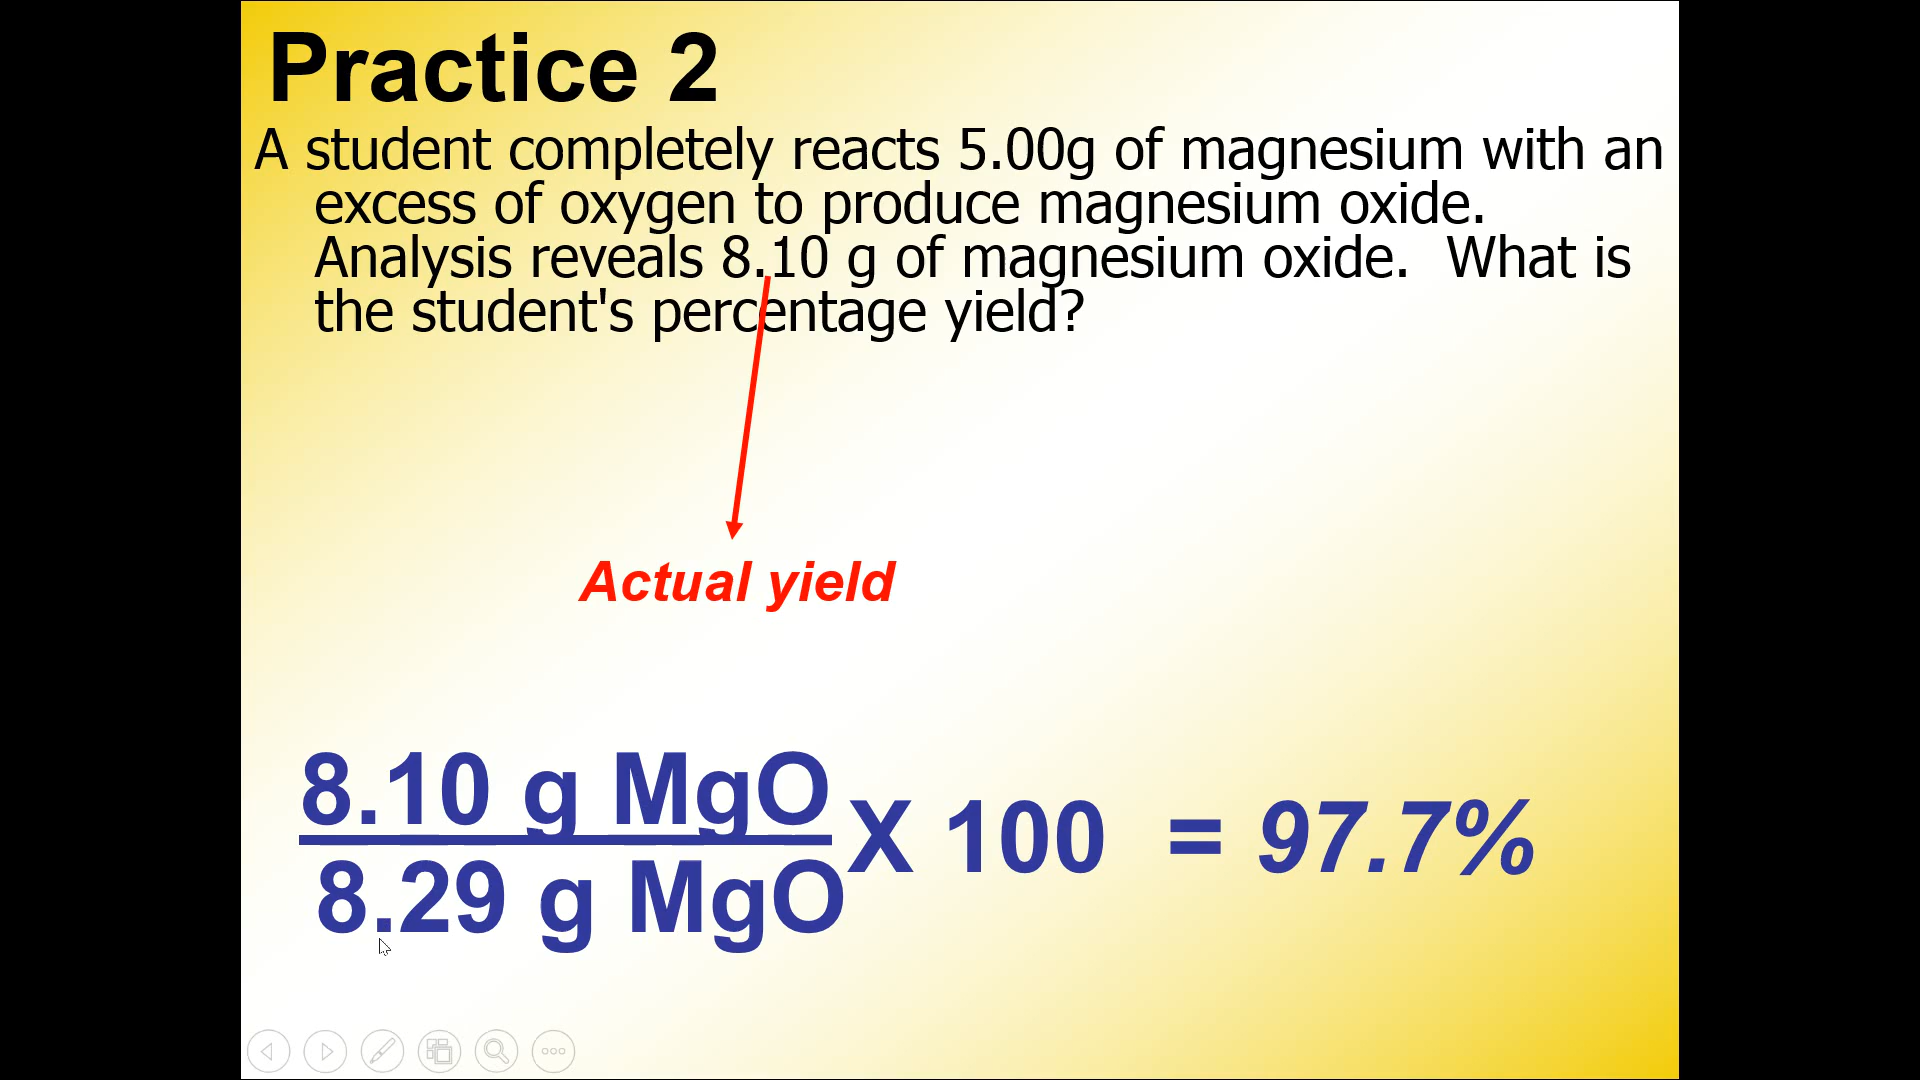 Practice 2
A student completely reacts 5.00g of magnesium with an
excess of oxygen to produce magnesium oxide.
Analysis reveals 8.10 g of magnesium oxide.  What is
the student's percentage yield?
Actual yield
8.10 g MgO
X 100 = 97.7%
8.29 g MgO